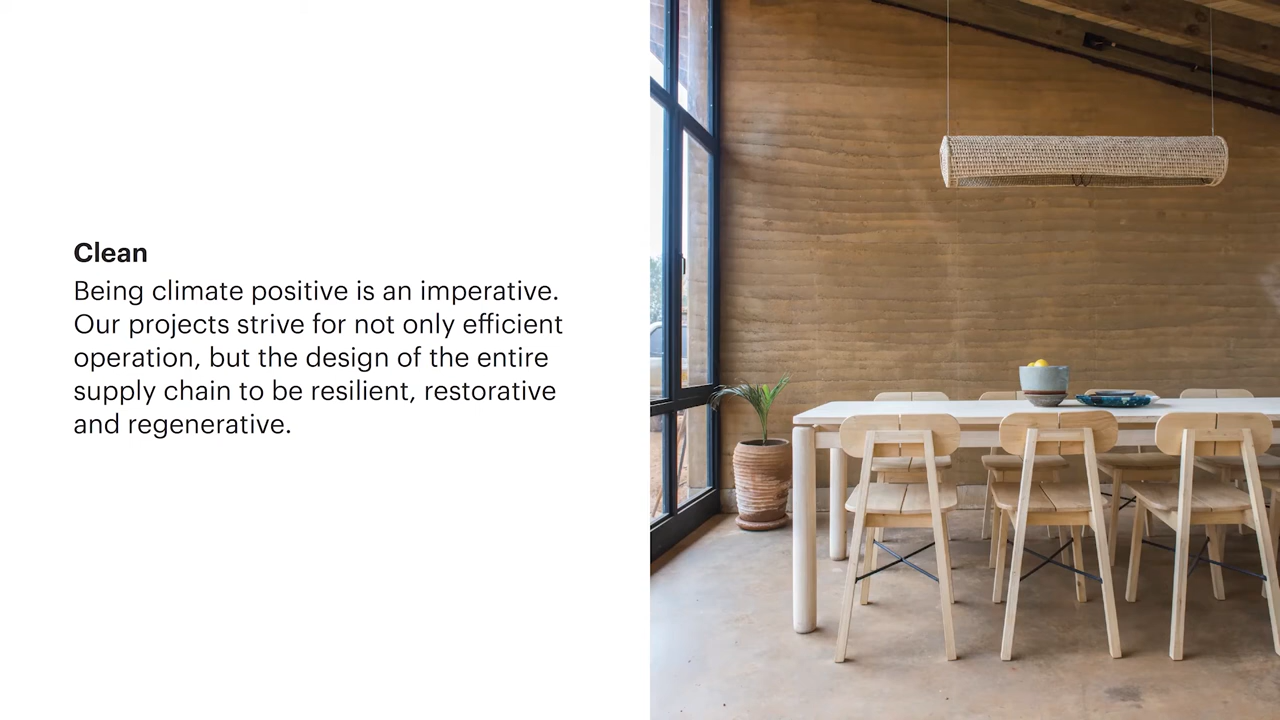 Clean
Being climate positive is an imperative.
Our projects strive for not only efficient
operation, but the design of the entire
supply chain to be resilient, restorative
and regenerative.